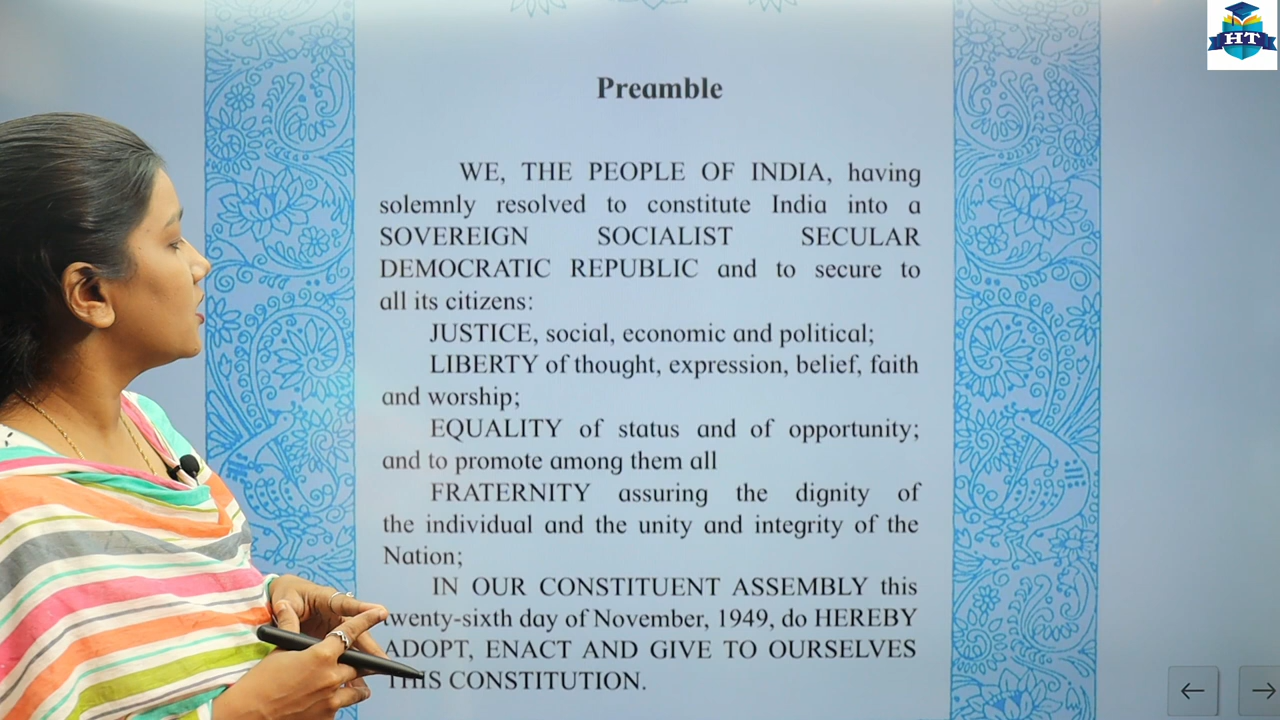 HT
Preamble
WE, THE PEOPLE OF INDIA, having
solemnly resolved to constitute India into a
SOVEREIGN SOCIALIST SECULAR
DEMOCRATIC REPUBLIC and to secure to
all its citizens:
JUSTICE, social, economic and political;
LIBERTY of thought, expression, belief, faith
and worship;
EQUALITY of status and of opportunity;
and to promote among them all
FRATERNITY assuring the dignity of
the individual and the unity and integrity of the
Nation;
IN OUR CONSTITUENT ASSEMBLY this
twenty-sixth day of November, 1949, do HEREBY
ADOPT, ENACT AND GIVE TO OURSELVES
THIS CONSTITUTION.